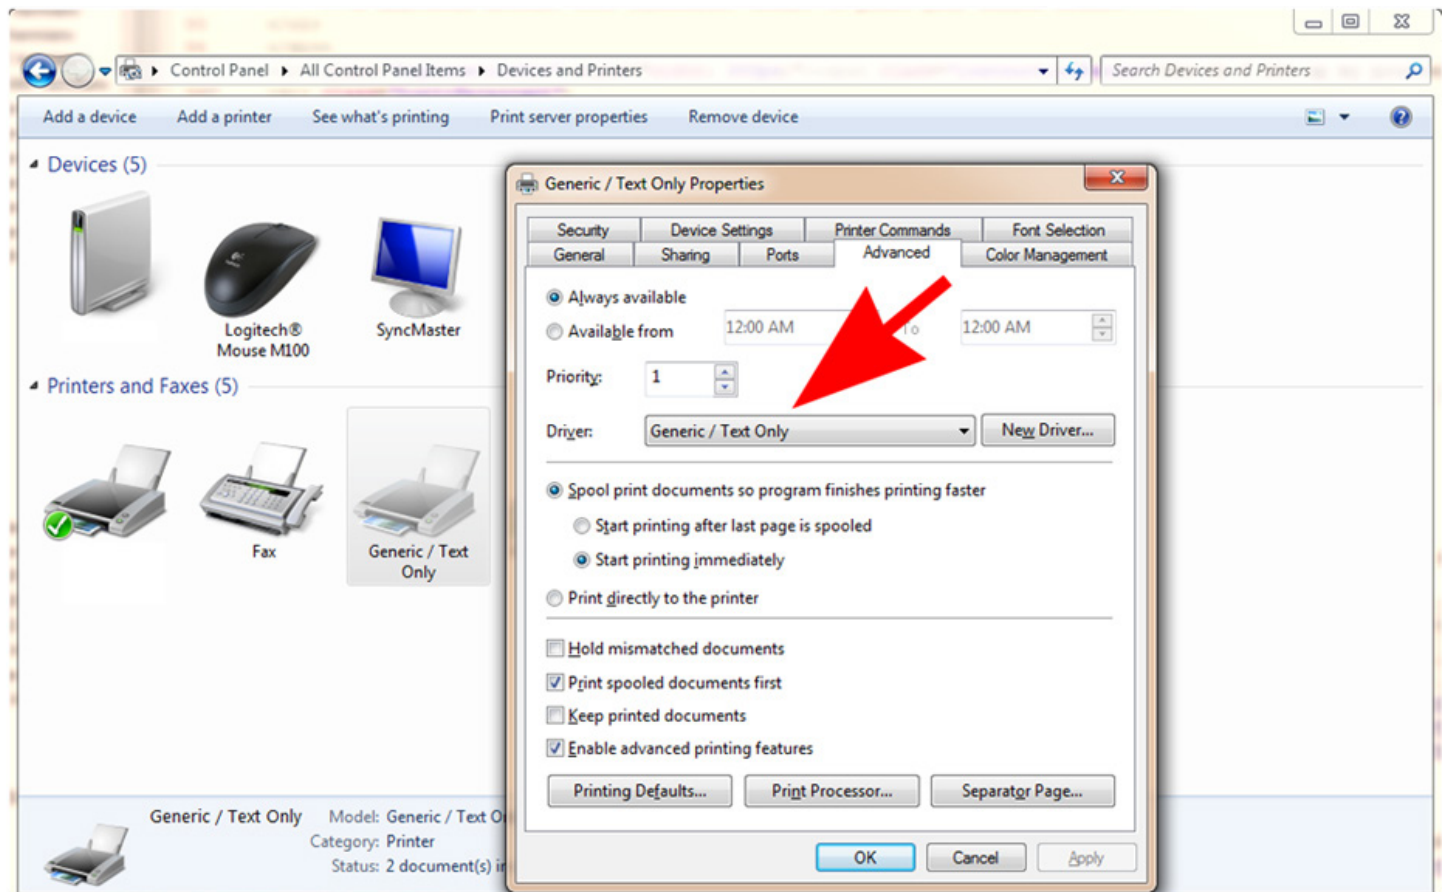 Control Panel All Control Panel Items Devices and Printers
Search Devices and Printers
Add a device Add a printer See what's printing Print server properties Remove device
Devices (5)
Logitech®
Mouse M100
SyncMaster
Printers and Faxes (5)
Fax
Generic / Text
Only
Generic / Text Only Properties
Security Device Settings Printer Commands Font Selection
General Sharing Ports Advanced Color Management
Always available
Available from 12:00 AM To 12:00 AM
Priority: 1
Driver: Generic / Text Only New Driver...
Spool print documents so program finishes printing faster
Start printing after last page is spooled
Start printing immediately
Print directly to the printer
Hold mismatched documents
Print spooled documents first
Keep printed documents
Enable advanced printing features
Printing Defaults... Print Processor... Separator Page...
OK Cancel Apply
Generic / Text Only Model: Generic / Text O
Category: Printer
Status: 2 document(s) in